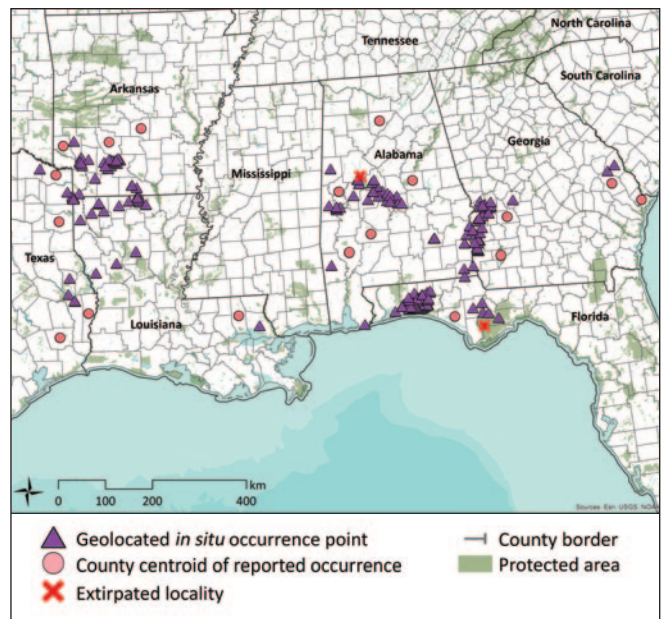 North Carolina
Tennessee
South Carolina
Arkansas
Georgia
Alabama
Mississippi
Texas
Louisiana
Florida
km
0 100 200 400
Sources Esri USGS NOAA
Geolocated in situ occurrence point
County centroid of reported occurrence
Extirpated locality
County border
Protected area